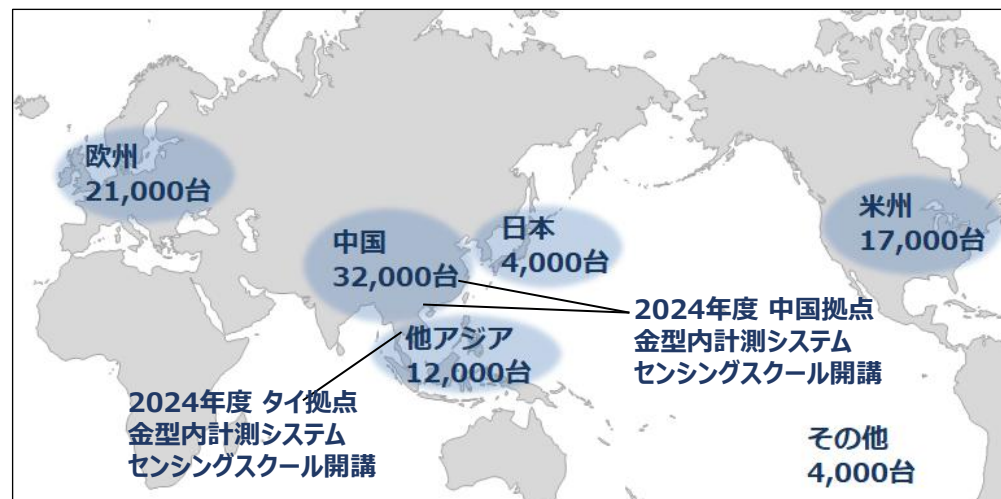 欧州
21,000台
中国
32,000台
日本
4,000台
米州
17,000台
他アジア
12,000台
2024年度 中国拠点
金型内計測システム
センシングスクール開講
2024年度 タイ拠点
金型内計測システム
センシングスクール開講
その他
4,000台